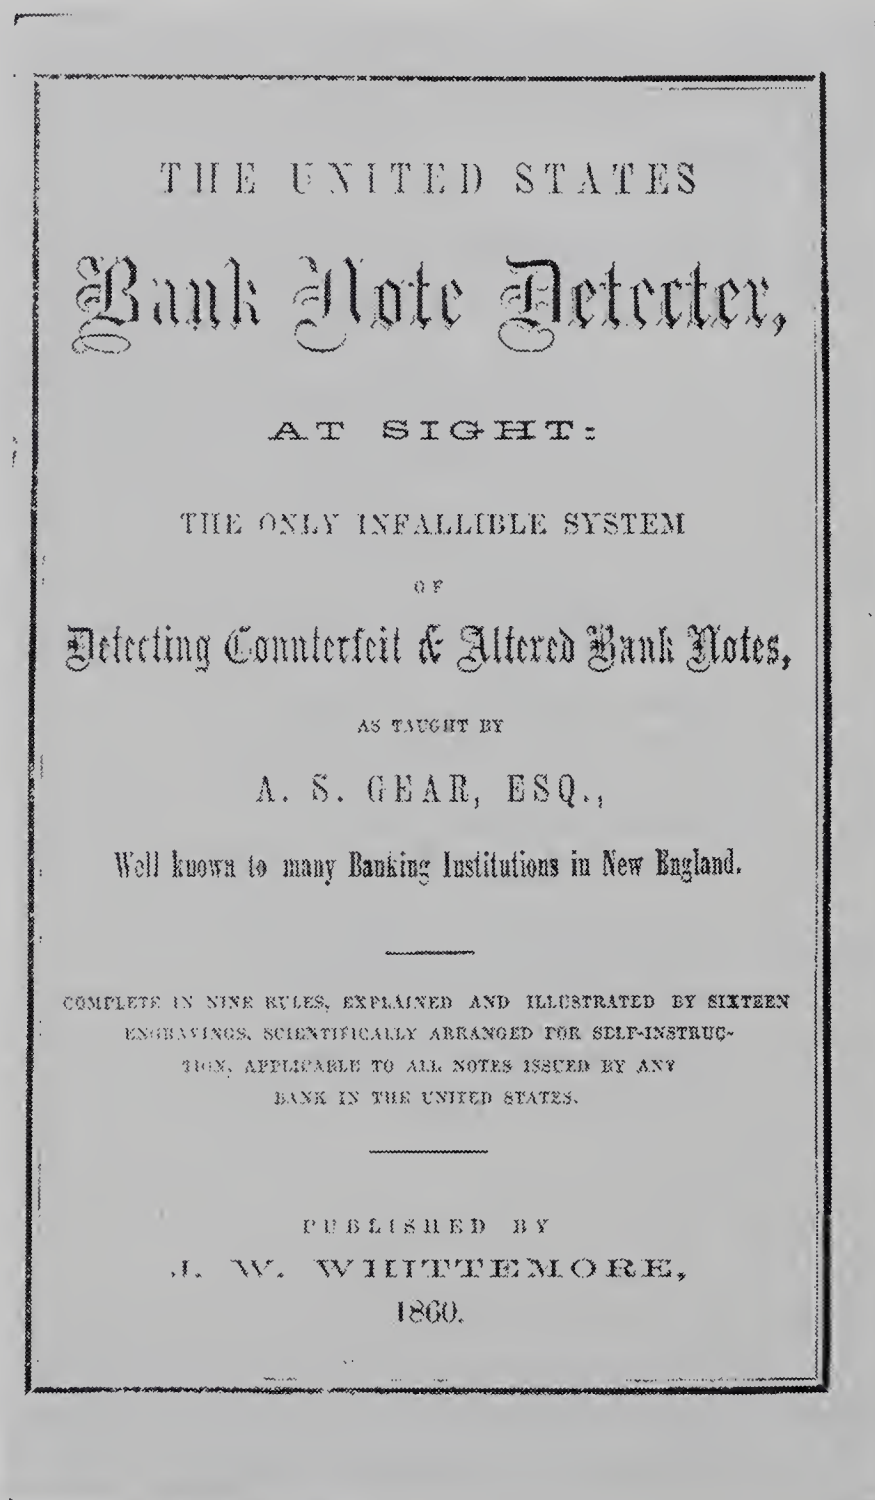 THE UNITED STATES
Bank Note Detecter,
AT SIGHT:
THE ONLY INFALLIBLE SYSTEM
OF
Detecting Counterfeit & Altered Bank Notes,
AS TAUGHT BY
A. S. GEAR, ESQ.,
Well known to many Banking Institutions in New England.
COMPLETE IN NINE RULES, EXPLAINED AND ILLUSTRATED BY SIXTEEN
ENGRAVINGS, SCIENTIFICALLY ARRANGED FOR SELF-INSTRUC-
TION, APPLICABLE TO ALL NOTES ISSUED BY ANY
BANK IN THE UNITED STATES.
PUBLISHED BY
J. W. WHITTEMORE,
1860.